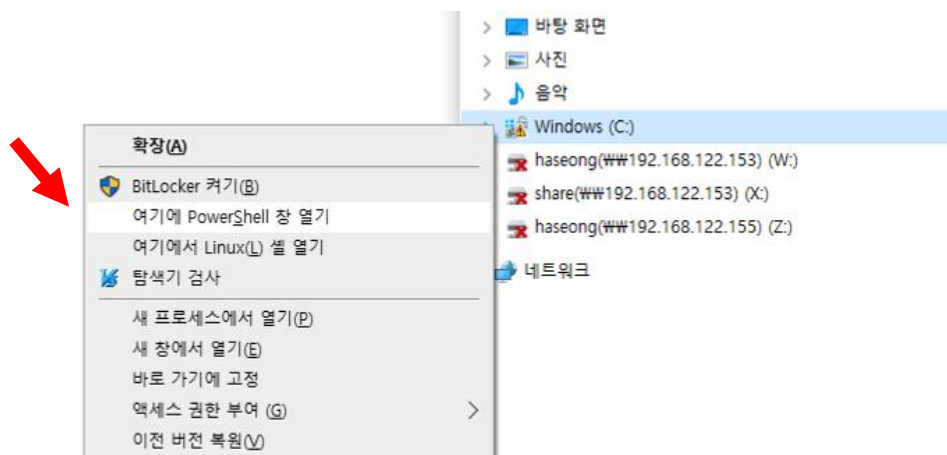 바탕 화면
사진
음악
Windows (C:)
haseong(₩₩192.168.122.153) (W:)
share(₩₩192.168.122.153) (X:)
haseong(₩₩192.168.122.155) (Z:)
네트워크
확장(A)
BitLocker 켜기(B)
여기에 PowerShell 창 열기
여기에서 Linux(L) 셸 열기
탐색기 검사
새 프로세스에서 열기(P)
새 창에서 열기(E)
바로 가기에 고정
액세스 권한 부여 (G)
이전 버전 복원(V)